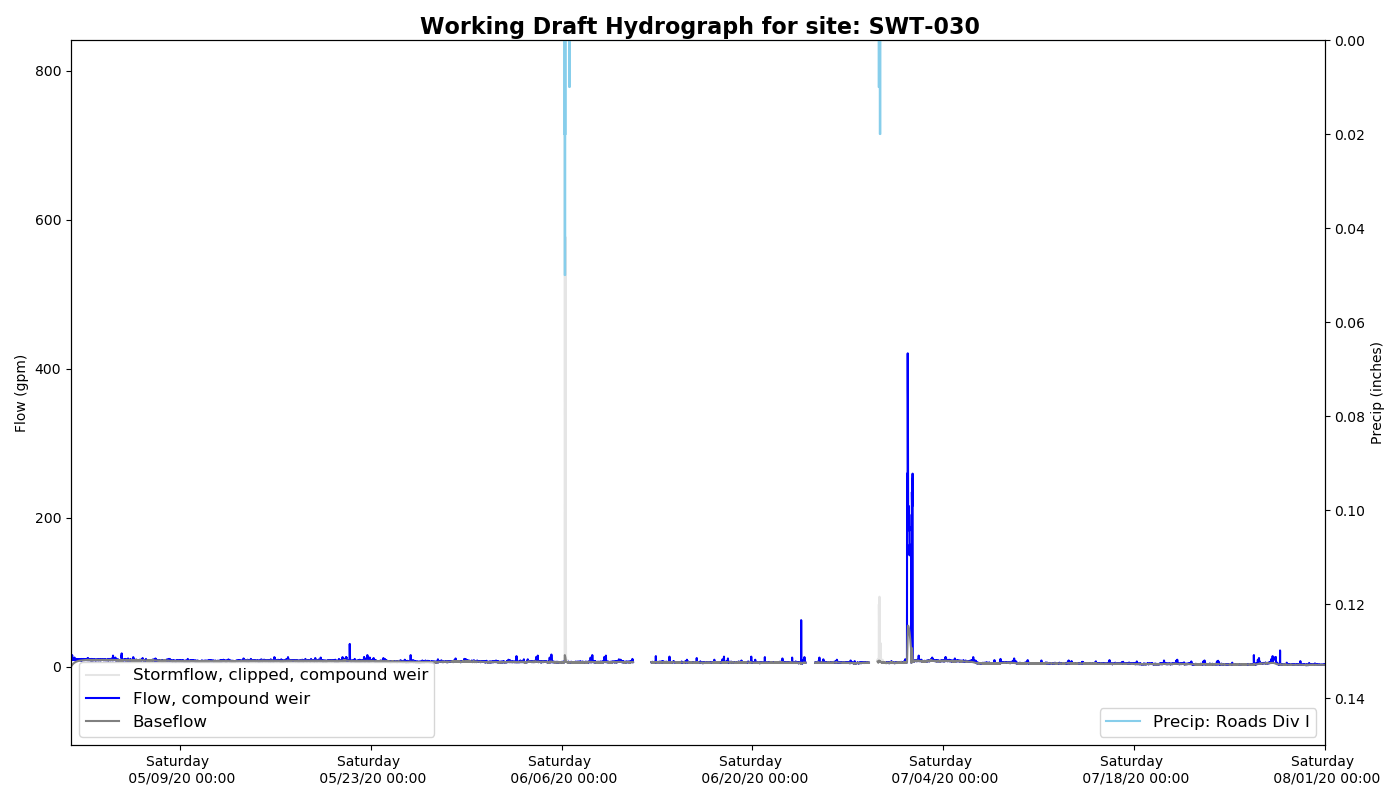 Working Draft Hydrograph for site: SWT-030
800
600
400
200
0
Flow (gpm)
0.00
0.02
0.04
0.06
0.08
0.10
0.12
0.14
Precip (inches)
Stormflow, clipped, compound weir
Flow, compound weir
Baseflow
Precip: Roads Div I
Saturday
05/09/20 00:00
Saturday
05/23/20 00:00
Saturday
06/06/20 00:00
Saturday
06/20/20 00:00
Saturday
07/04/20 00:00
Saturday
07/18/20 00:00
Saturday
08/01/20 00:00